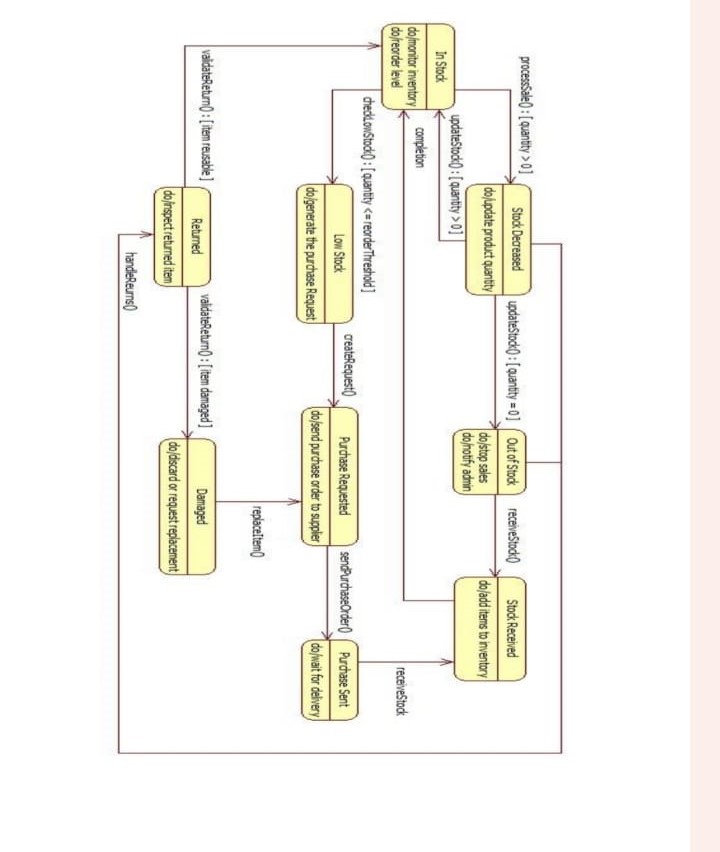 processSale() : [ quantity > 0 ]
In Stock
do/monitor inventory
do/reorder level
updateStock() : [ quantity > 0 ]
completion
Stock Decreased
do/update product quantity
updateStock() : [ quantity = 0 ]
Out of Stock
do/stop sales
do/notify admin
receiveStock()
Stock Received
do/add items to inventory
checkLowStock() : [ quantity <= reorderThreshold ]
Low Stock
do/generate the purchase Request
createRequest()
Purchase Requested
do/send purchase order to supplier
sendPurchaseOrder()
Purchase Sent
do/wait for delivery
receiveStock
validateReturn() : [ item reusable ]
Returned
do/inspect returned item
validateReturn() : [ item damaged ]
Damaged
do/discard or request replacement
replaceItem()
handleReurns()